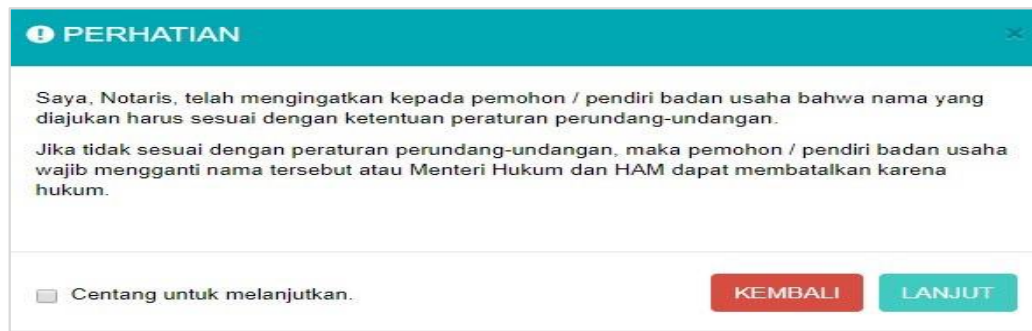 PERHATIAN
Saya, Notaris, telah mengingatkan kepada pemohon / pendiri badan usaha bahwa nama yang
diajukan harus sesuai dengan ketentuan peraturan perundang-undangan.
Jika tidak sesuai dengan peraturan perundang-undangan, maka pemohon / pendiri badan usaha
wajib mengganti nama tersebut atau Menteri Hukum dan HAM dapat membatalkan karena
hukum.
Centang untuk melanjutkan.
KEMBALI
LANJUT